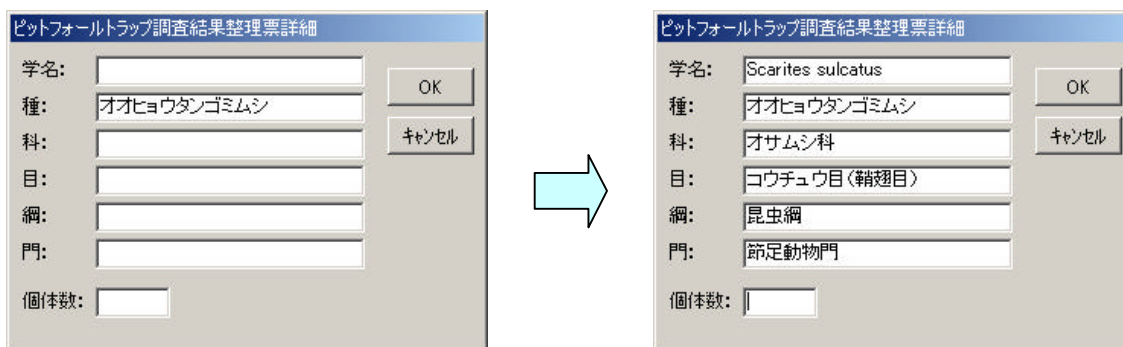 ピットフォールトラップ調査結果整理票詳細
学名:
種: オオヒョウタンゴミムシ
科:
目:
綱:
門:
個体数:
OK
キャンセル
ピットフォールトラップ調査結果整理票詳細
学名: Scarites sulcatus
種: オオヒョウタンゴミムシ
科: オサムシ科
目: コウチュウ目(鞘翅目)
綱: 昆虫綱
門: 節足動物門
個体数:
OK
キャンセル